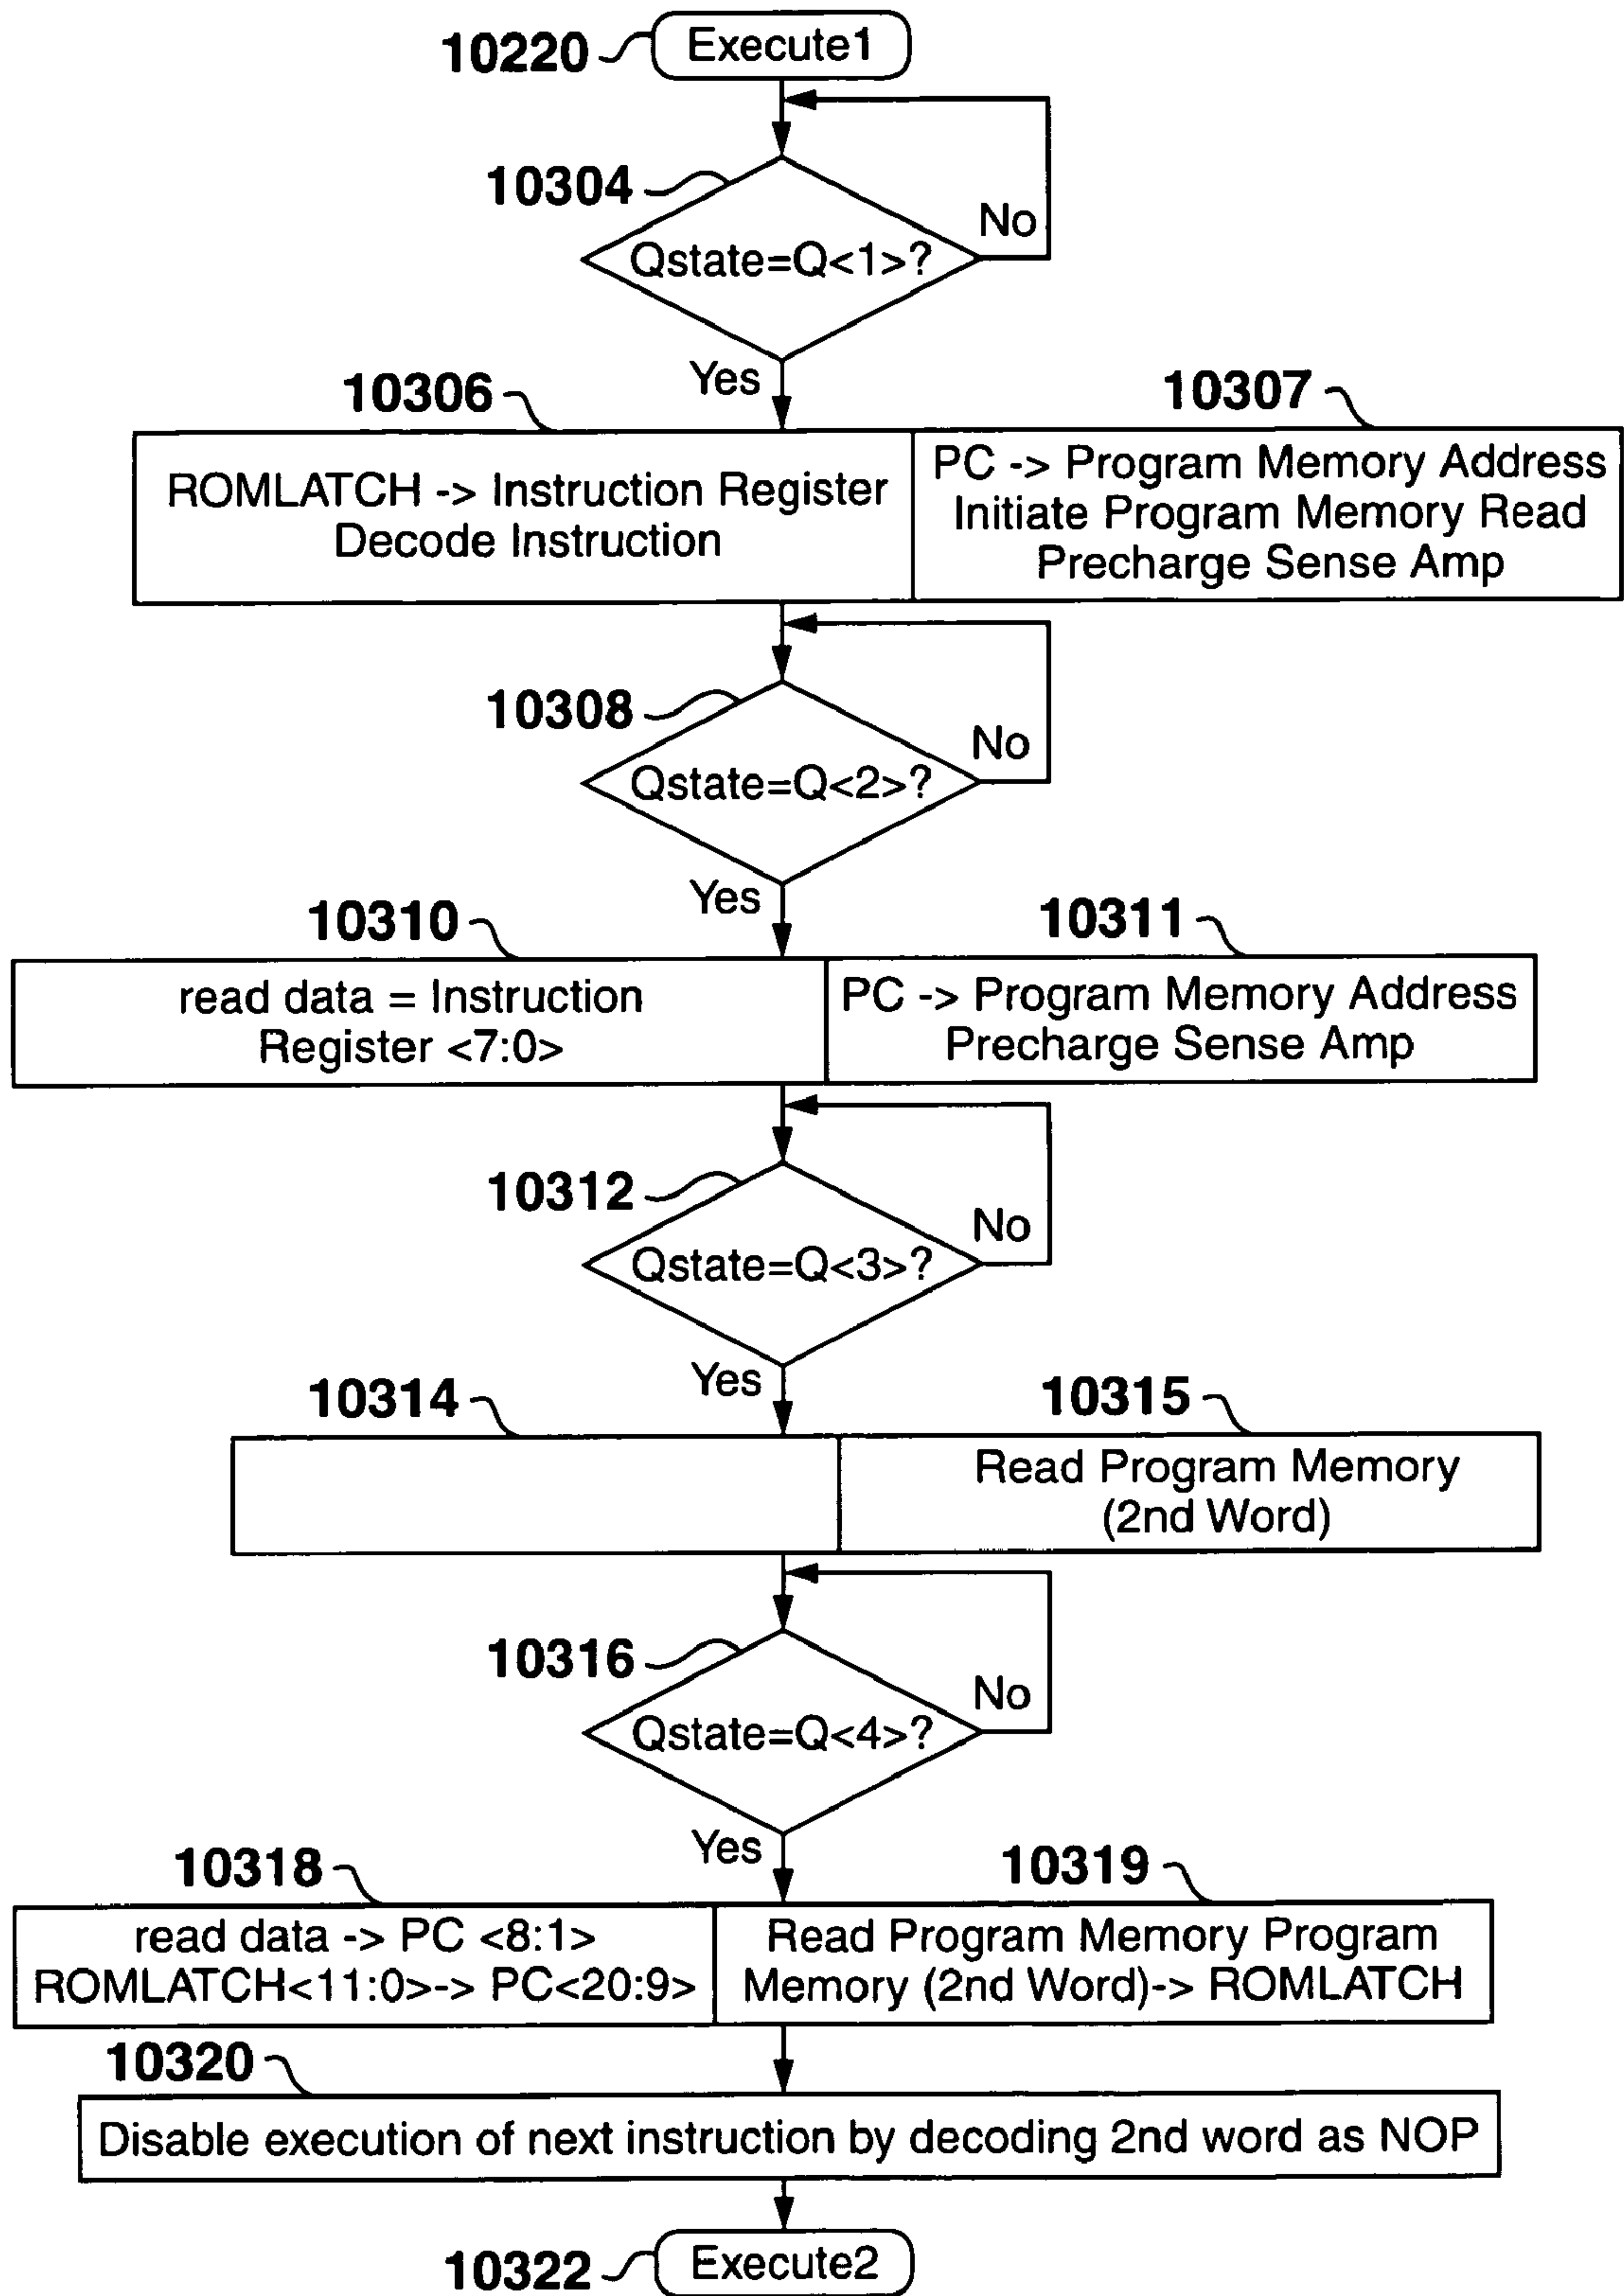 10220
Execute1
10304
No
Qstate=Q<1>?
Yes
10306
10307
ROMLATCH -> Instruction Register
Decode Instruction
PC -> Program Memory Address
Initiate Program Memory Read
Precharge Sense Amp
10308
No
Qstate=Q<2>?
Yes
10310
10311
read data = Instruction
Register <7:0>
PC -> Program Memory Address
Precharge Sense Amp
10312
No
Qstate=Q<3>?
Yes
10314
10315
Read Program Memory
(2nd Word)
10316
No
Qstate=Q<4>?
Yes
10318
10319
read data -> PC <8:1>
ROMLATCH<11:0>-> PC<20:9>
Read Program Memory Program
Memory (2nd Word)-> ROMLATCH
10320
Disable execution of next instruction by decoding 2nd word as NOP
10322
Execute2